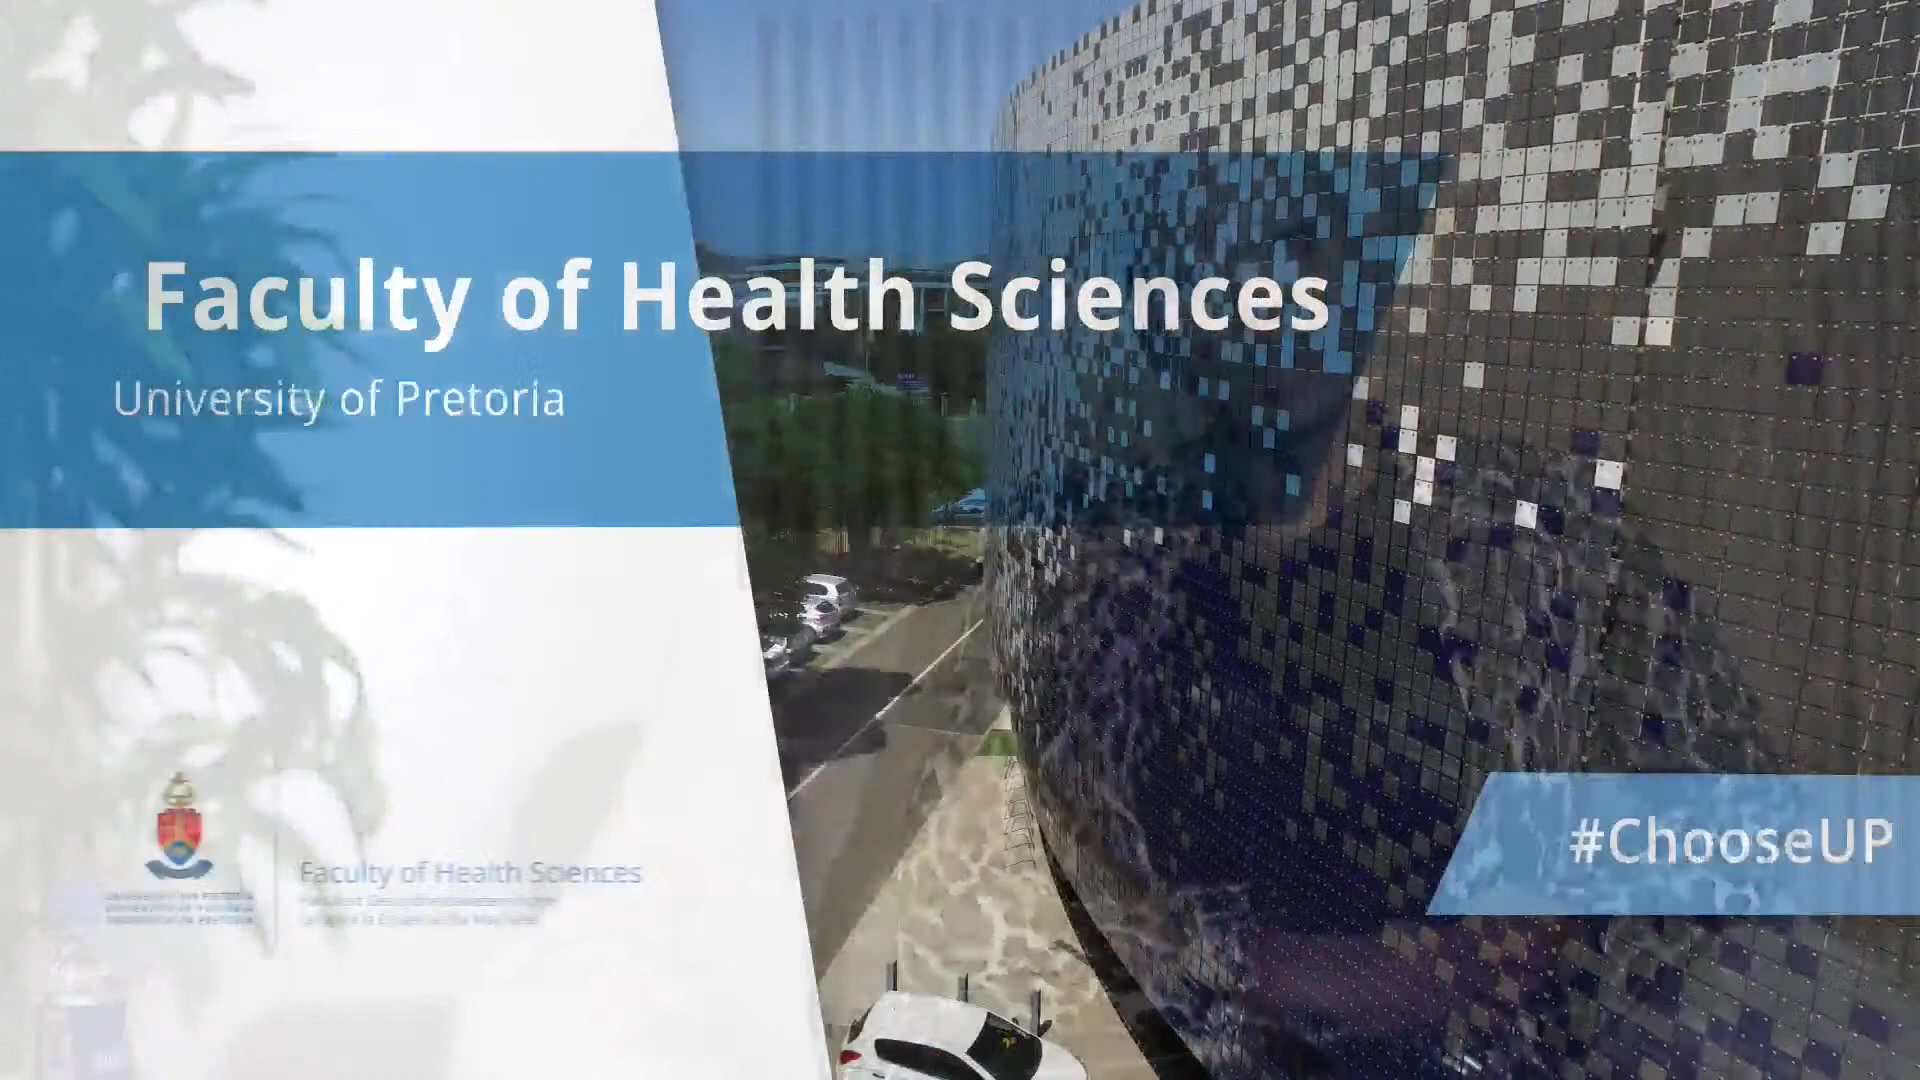 Faculty of Health Sciences
University of Pretoria
#ChooseUP
Faculty of Health Sciences